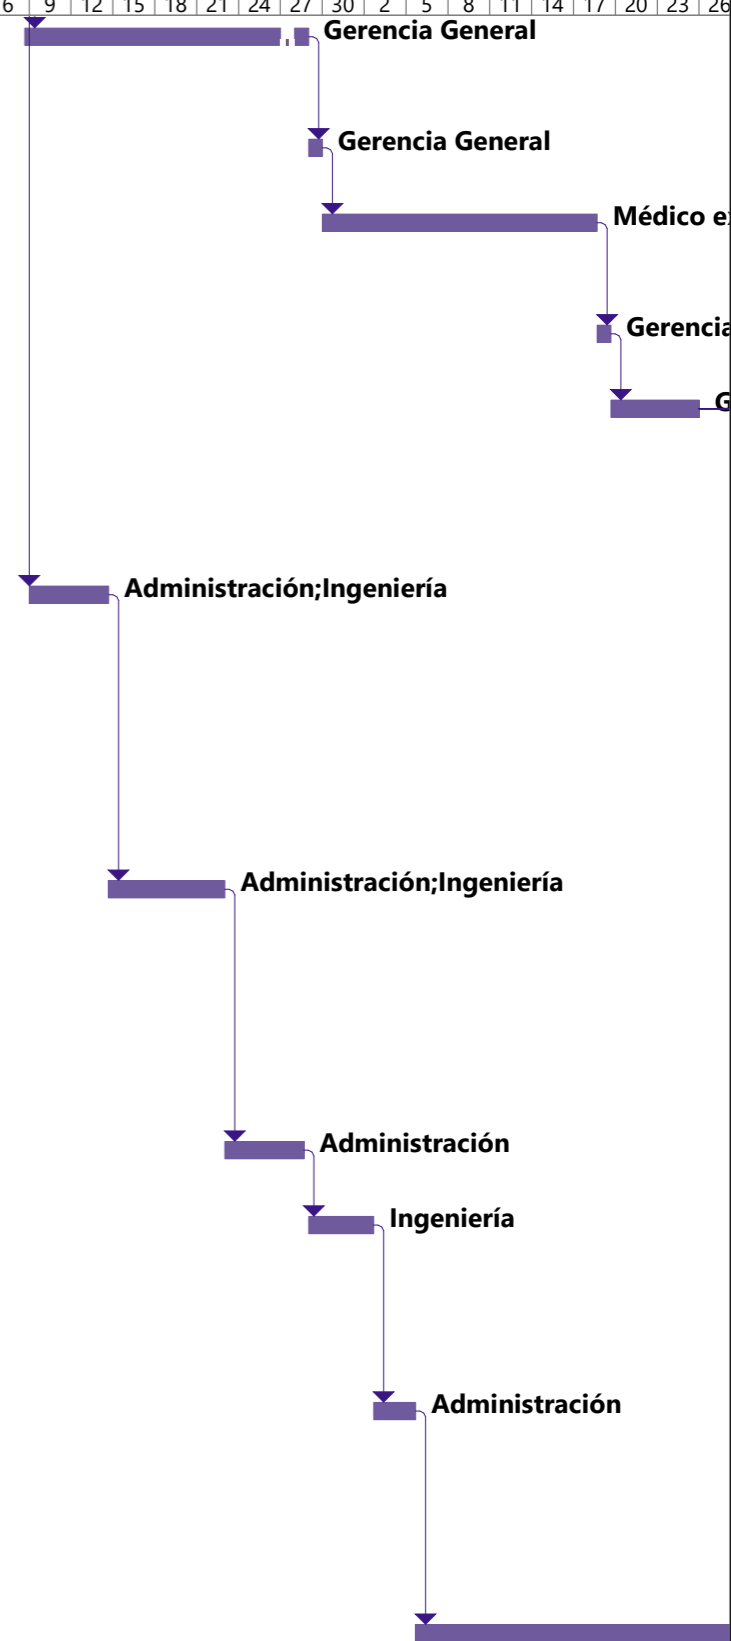 6 9 12 15 18 21 24 27 30 2 5 8 11 14 17 20 23 26
Gerencia General
Gerencia General
Médico
Gerencia
G
Administración;Ingeniería
Administración;Ingeniería
Administración
Ingeniería
Administración